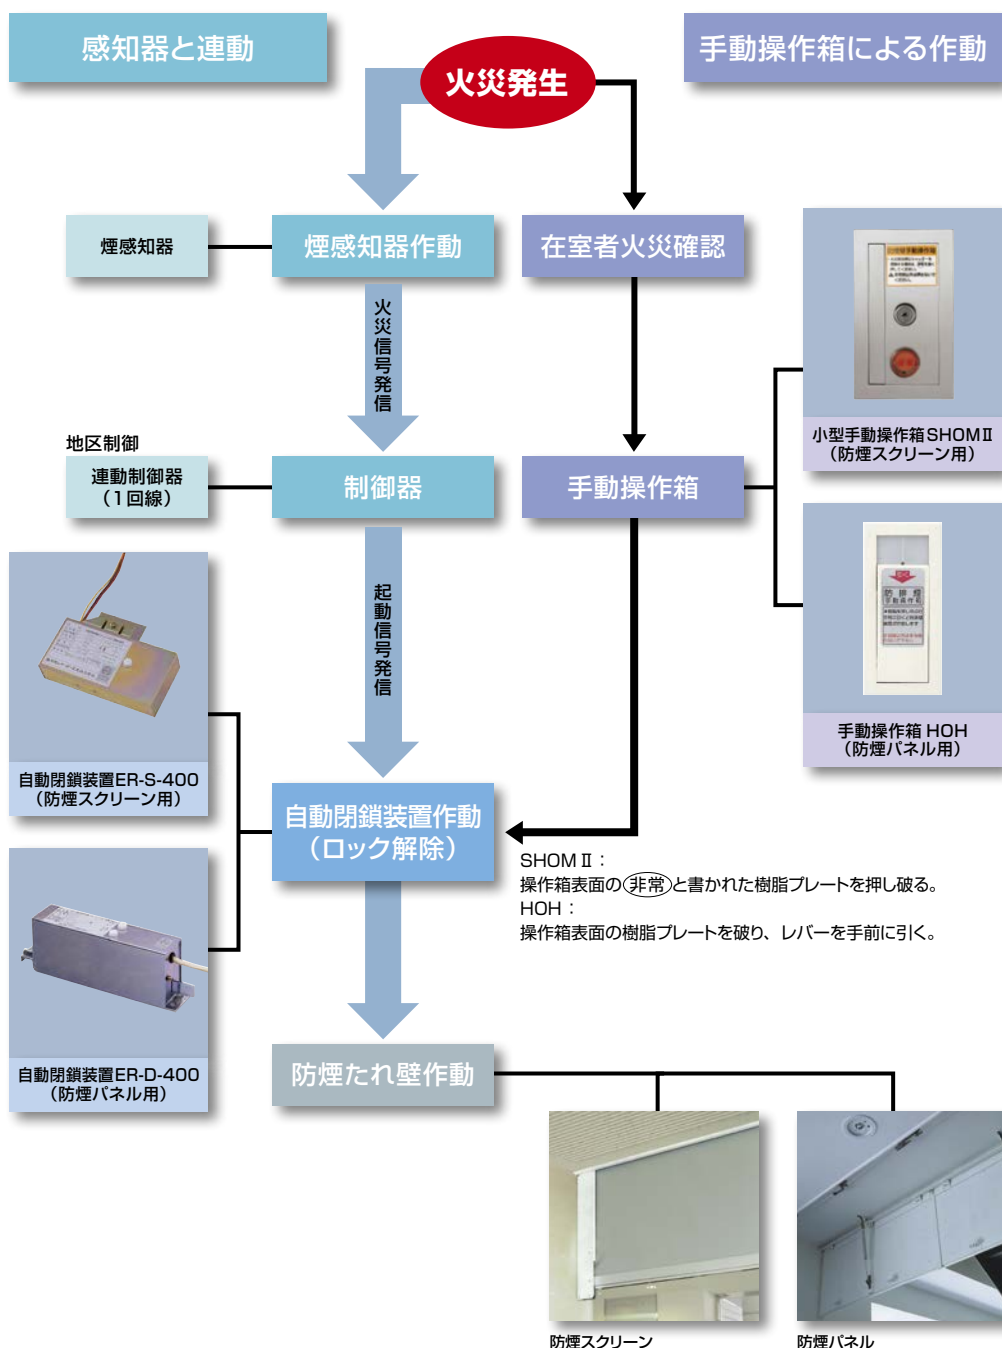 感知器と連動
手動操作箱による作動
火災発生
煙感知器
煙感知器作動
在室者火災確認
火災信号発信
小型手動操作箱SHOMⅡ
（防煙スクリーン用）
地区制御
連動制御器
（1回線）
制御器
手動操作箱
防排煙
手動操作箱
起動信号発信
手動操作箱 HOH
（防煙パネル用）
自動閉鎖装置ER-S-400
（防煙スクリーン用）
自動閉鎖装置作動
（ロック解除）
SHOMⅡ：
操作箱表面の非常と書かれた樹脂プレートを押し破る。
HOH：
操作箱表面の樹脂プレートを破り、レバーを手前に引く。
自動閉鎖装置ER-D-400
（防煙パネル用）
防煙たれ壁作動
防煙スクリーン
防煙パネル